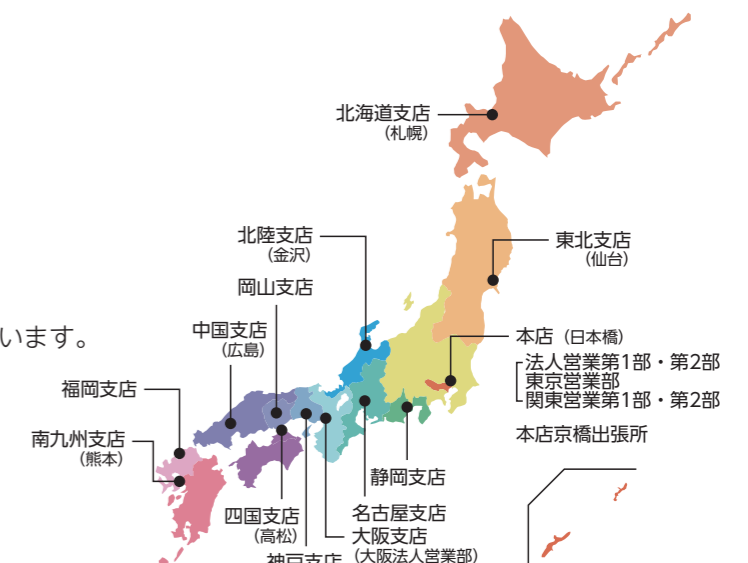 北海道支店
（札幌）
北陸支店
（金沢）
東北支店
（仙台）
岡山支店
います。
中国支店
（広島）
本店（日本橋）
法人営業第1部・第2部
東京営業部
関東営業第1部・第2部
本店京橋出張所
福岡支店
南九州支店
（熊本）
静岡支店
四国支店
（高松）
名古屋支店
大阪支店
（大阪法人営業部）
神戸支店